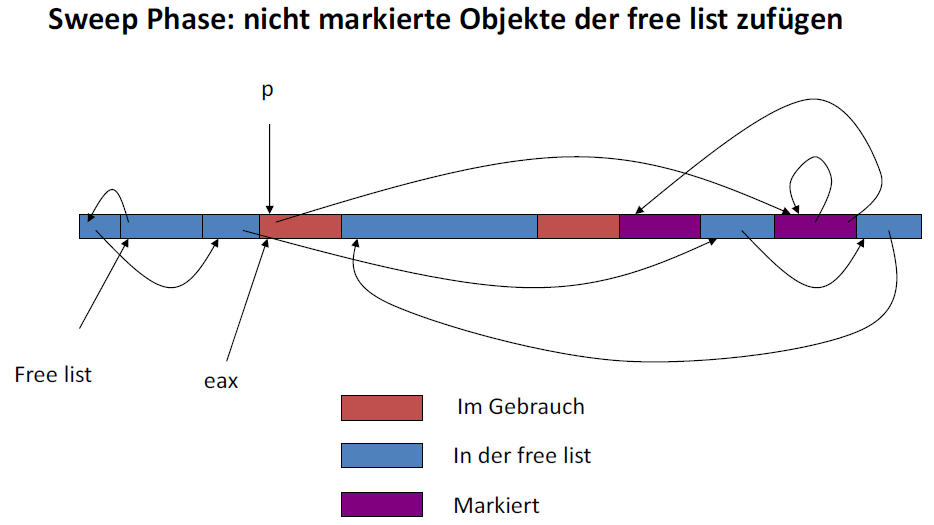 Sweep Phase: nicht markierte Objekte der free list zufügen
p
Free list
eax
Im Gebrauch
In der free list
Markiert